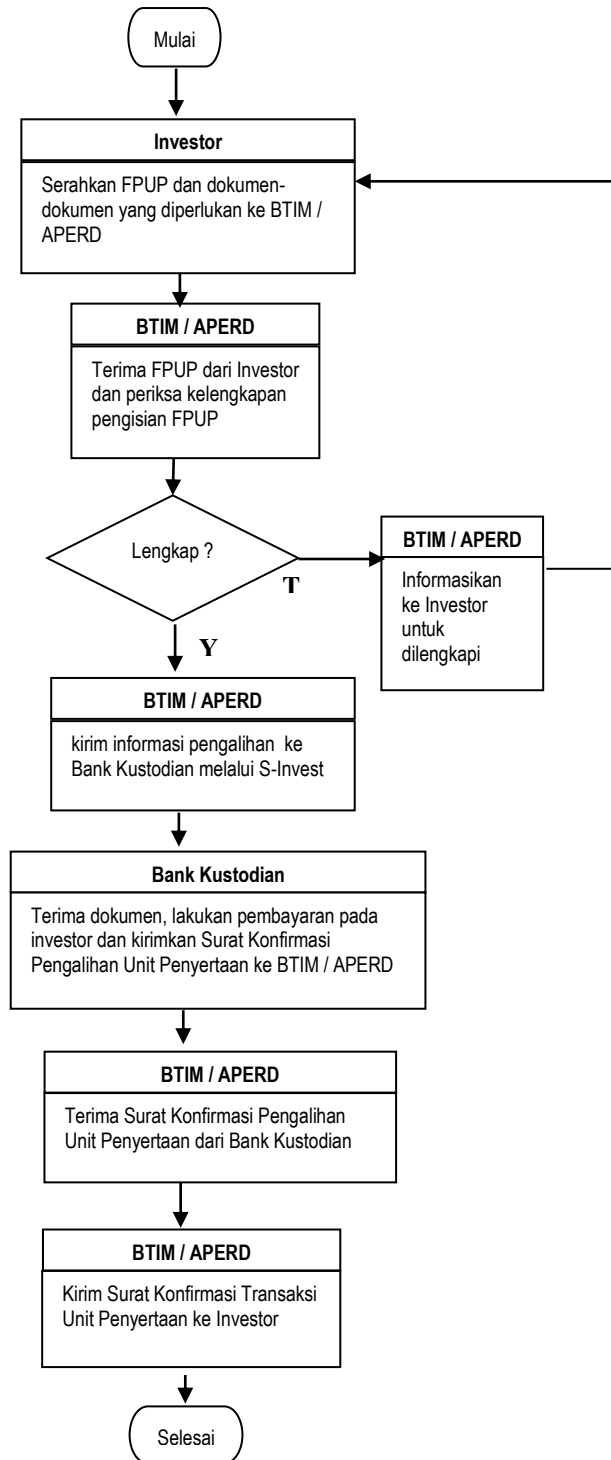 Mulai
Investor
Serahkan FPUP dan dokumen-
dokumen yang diperlukan ke BTIM /
APERD
BTIM / APERD
Terima FPUP dari Investor
dan periksa kelengkapan
pengisian FPUP
Lengkap ?
T
BTIM / APERD
Informasikan
ke Investor
untuk
dilengkapi
Y
BTIM / APERD
kirim informasi pengalihan ke
Bank Kustodian melalui S-Invest
Bank Kustodian
Terima dokumen, lakukan pembayaran pada
investor dan kirimkan Surat Konfirmasi
Pengalihan Unit Penyertaan ke BTIM / APERD
BTIM / APERD
Terima Surat Konfirmasi Pengalihan
Unit Penyertaan dari Bank Kustodian
BTIM / APERD
Kirim Surat Konfirmasi Transaksi
Unit Penyertaan ke Investor
Selesai